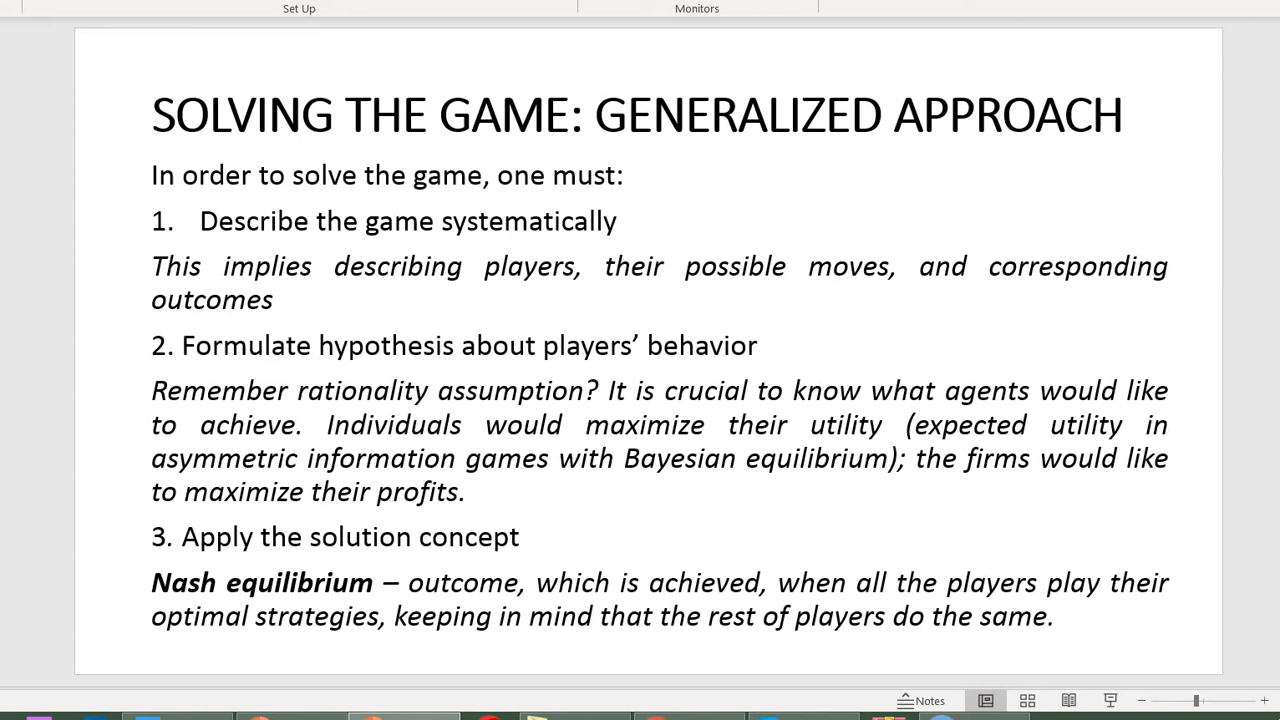 Set Up
Monitors
SOLVING THE GAME: GENERALIZED APPROACH
In order to solve the game, one must:
1. Describe the game systematically
This implies describing players, their possible moves, and corresponding
outcomes
2. Formulate hypothesis about players’ behavior
Remember rationality assumption? It is crucial to know what agents would like
to achieve. Individuals would maximize their utility (expected utility in
asymmetric information games with Bayesian equilibrium); the firms would like
to maximize their profits.
3. Apply the solution concept
Nash equilibrium – outcome, which is achieved, when all the players play their
optimal strategies, keeping in mind that the rest of players do the same.
Notes